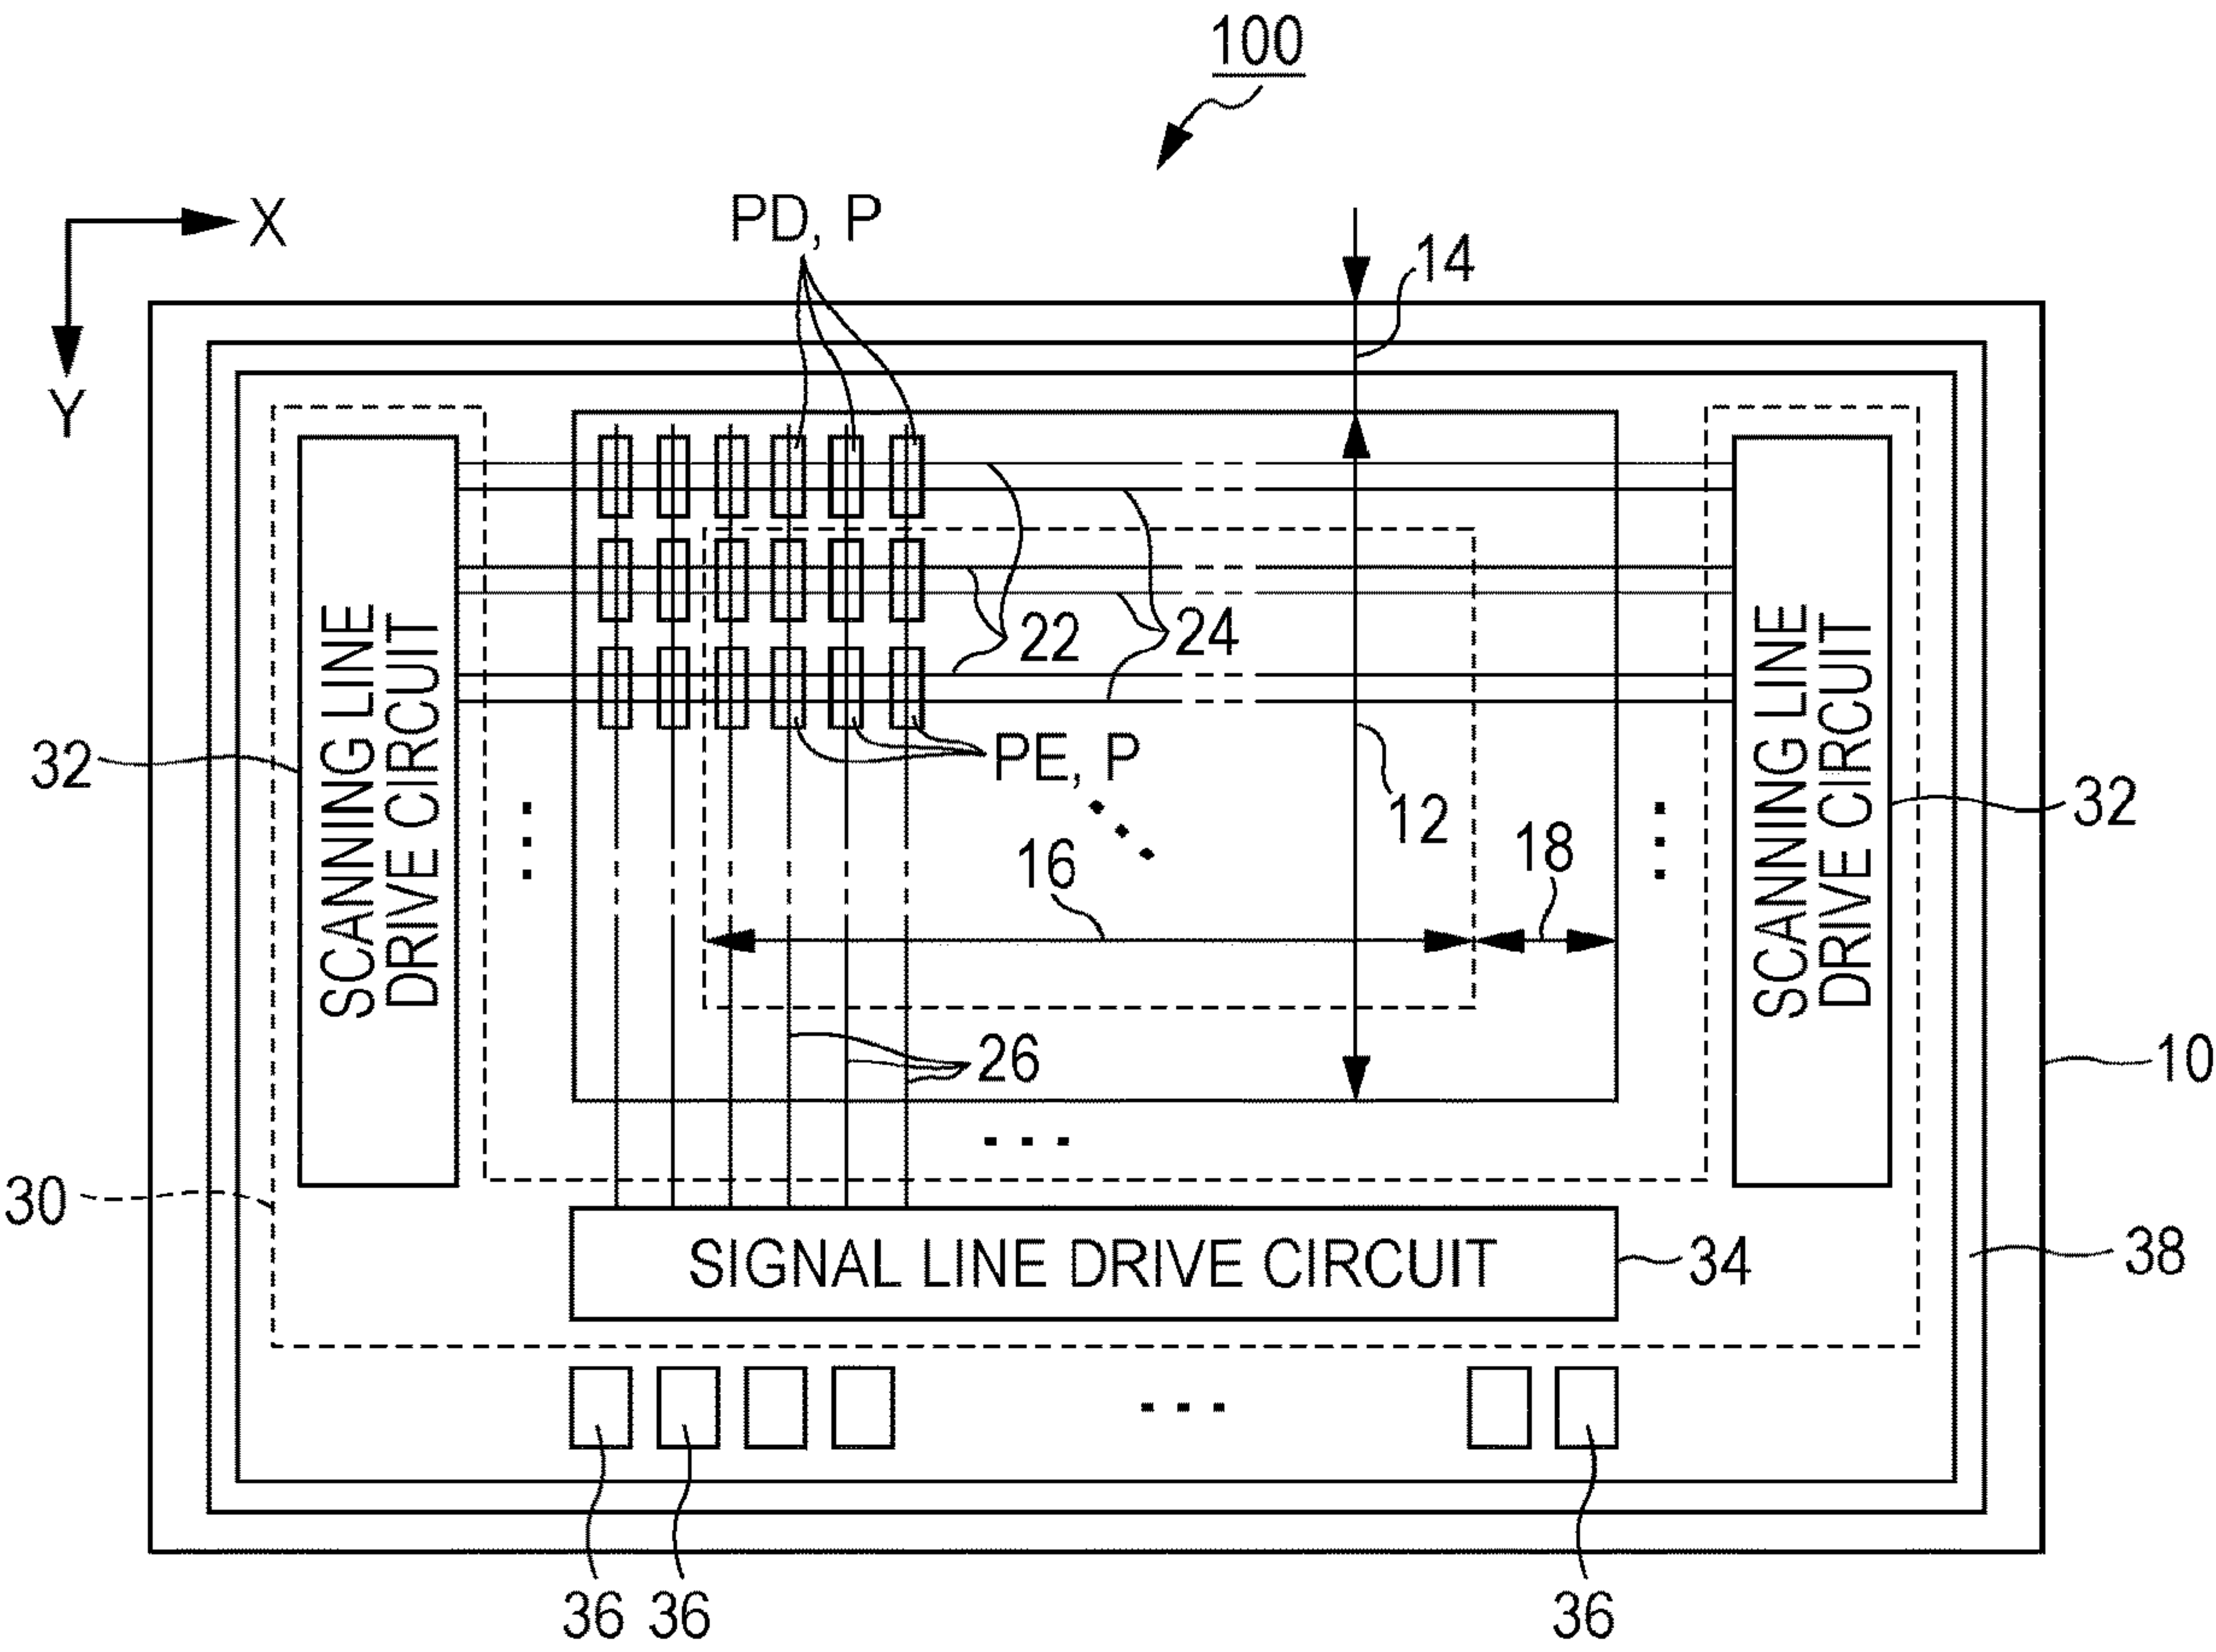 100
X
Y
PD, P
14
22
24
PE, P
32
SCANNING LINE
DRIVE CIRCUIT
12
16
18
SCANNING LINE
DRIVE CIRCUIT
32
26
10
30
SIGNAL LINE DRIVE CIRCUIT
34
38
36
36
36